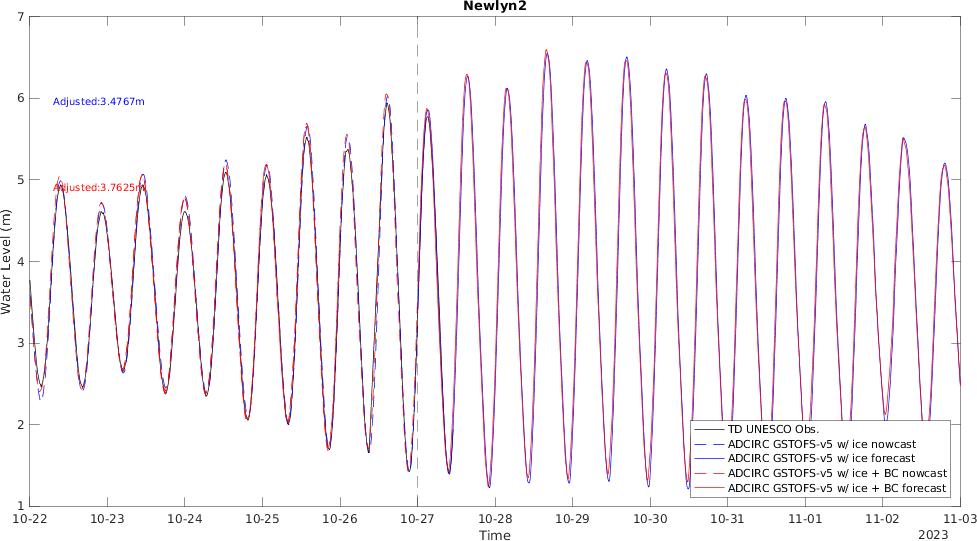 Newlyn2
7
6
5
4
3
2
1
Water Level (m)
Adjusted:3.4767m
Adjusted:3.7625m
TD UNESCO Obs.
ADCIRC GSTOFS-v5 w/ ice nowcast
ADCIRC GSTOFS-v5 w/ ice forecast
ADCIRC GSTOFS-v5 w/ ice + BC nowcast
ADCIRC GSTOFS-v5 w/ ice + BC forecast
10-22 10-23 10-24 10-25 10-26 10-27 10-28 10-29 10-30 10-31 11-01 11-02 11-03
Time
2023